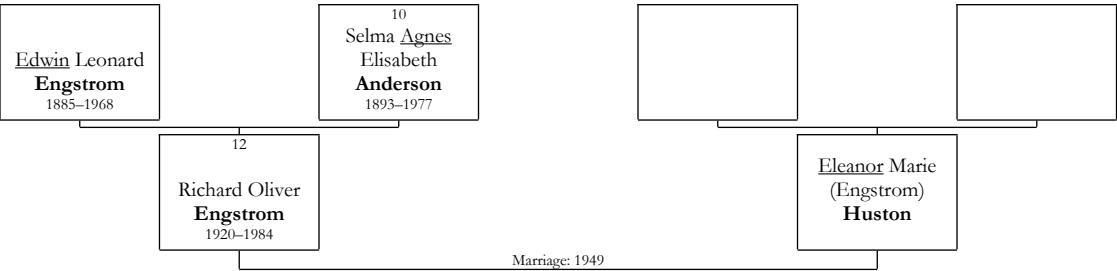 Edwin Leonard
Engstrom
1885–1968
10
Selma Agnes
Elisabeth
Anderson
1893–1977
12
Richard Oliver
Engstrom
1920–1984
Eleanor Marie
(Engstrom)
Huston
Marriage: 1949